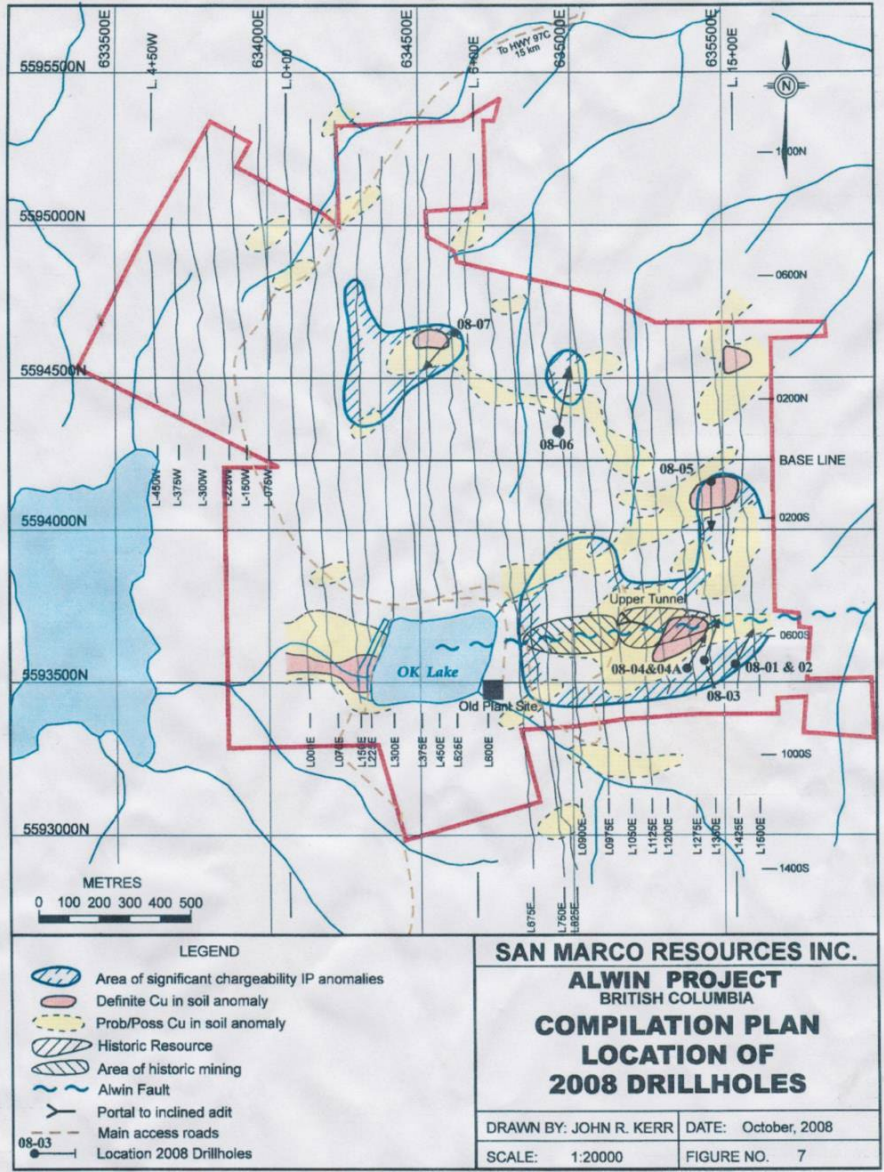 633500E
634000E
634500E
635000E
635500E
L. 4+50W
L. 0+00
L. 15+00E
To HWY 97C
15 km
5595500N
N
1000N
5595000N
0600N
08-07
5594500N
0200N
08-06
BASE LINE
08-05
L-450W
L-375W
L-300W
L-225W
L-150W
L-075W
5594000N
0200S
Upper Tunnel
0600S
5593500N
OK Lake
08-04&04A
08-01 & 02
08-03
Old Plant Site
L000E
L075E
L150E
L225E
L300E
L375E
L450E
L525E
L600E
1000S
L0900E
L0975E
L1050E
L1125E
L1200E
L1275E
L1350E
L1425E
L1500E
5593000N
1400S
L675E
L750E
L825E
METRES
0 100 200 300 400 500
LEGEND
Area of significant chargeability IP anomalies
Definite Cu in soil anomaly
Prob/Poss Cu in soil anomaly
Historic Resource
Area of historic mining
Alwin Fault
Portal to inclined adit
Main access roads
08-03
Location 2008 Drillholes
SAN MARCO RESOURCES INC.
ALWIN PROJECT
BRITISH COLUMBIA
COMPILATION PLAN
LOCATION OF
2008 DRILLHOLES
DRAWN BY: JOHN R. KERR
DATE: October, 2008
SCALE: 1:20000
FIGURE NO. 7